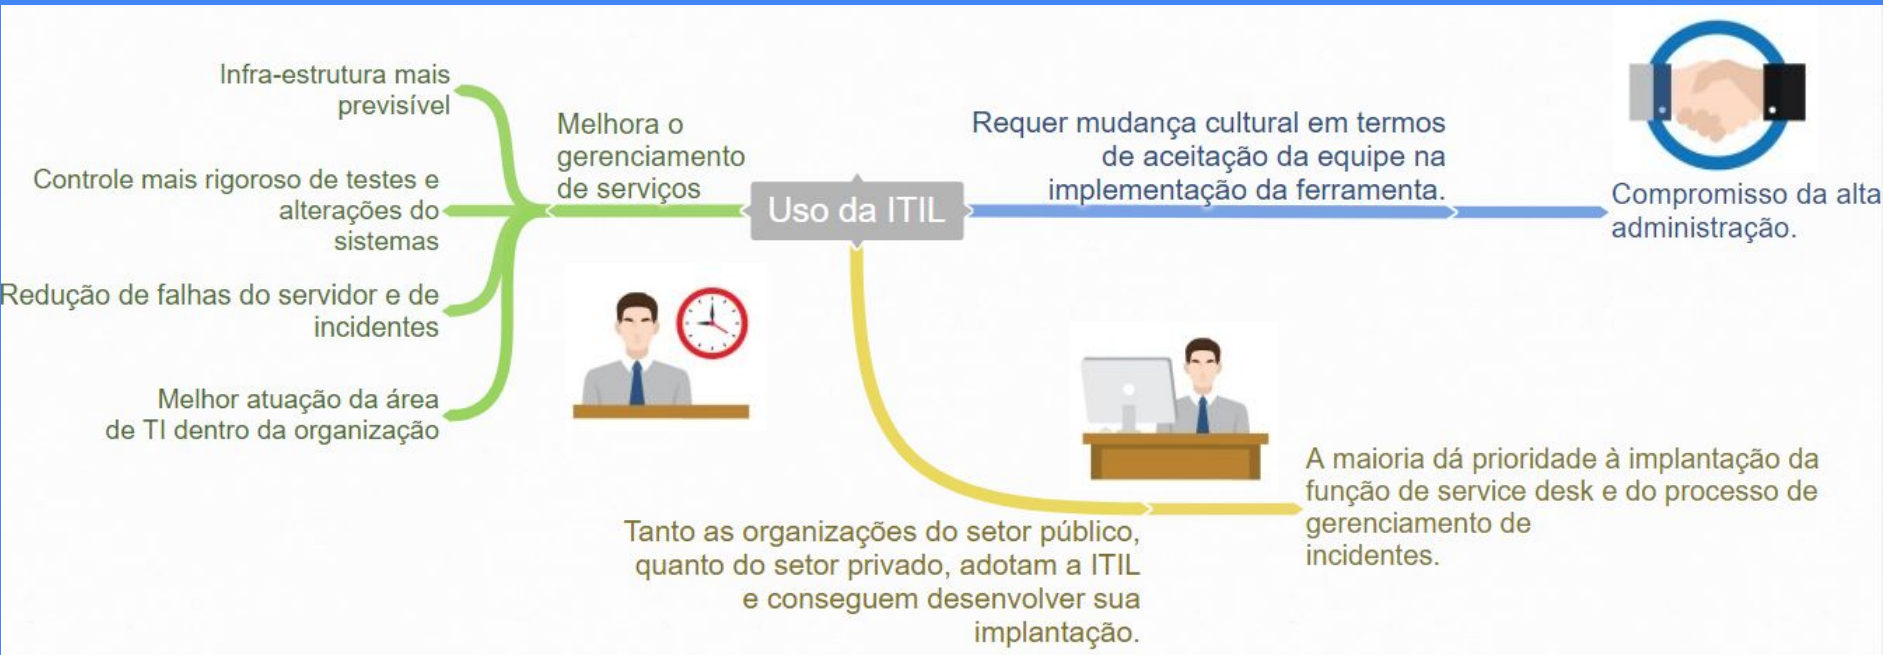 Uso da ITIL
Melhora o
gerenciamento
de serviços
Infra-estrutura mais
previsível
Controle mais rigoroso de testes e
alterações do
sistemas
Redução de falhas do servidor e de
incidentes
Melhor atuação da área
de TI dentro da organização
Requer mudança cultural em termos
de aceitação da equipe na
implementação da ferramenta.
Compromisso da alta
administração.
Tanto as organizações do setor público,
quanto do setor privado, adotam a ITIL
e conseguem desenvolver sua
implantação.
A maioria dá prioridade à implantação da
função de service desk e do processo de
gerenciamento de
incidentes.